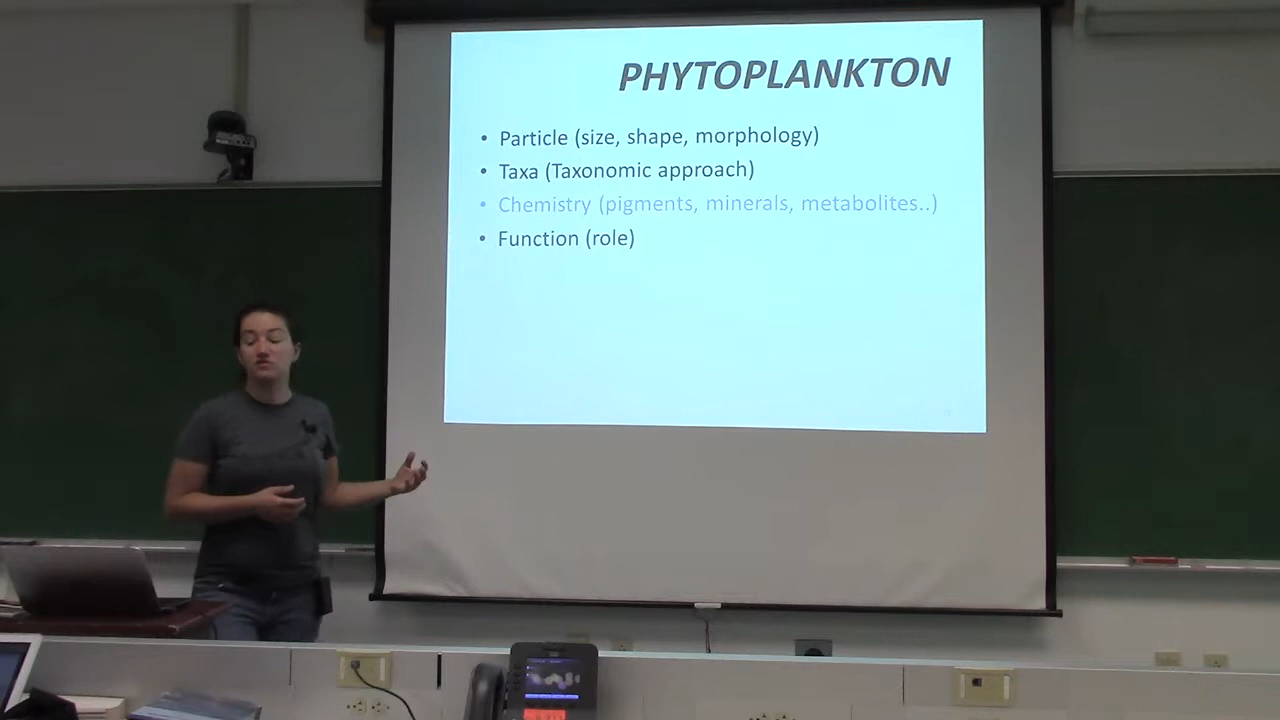 PHYTOPLANKTON
• Particle (size, shape, morphology)
• Taxa (Taxonomic approach)
• Chemistry (pigments, minerals, metabolites..)
• Function (role)